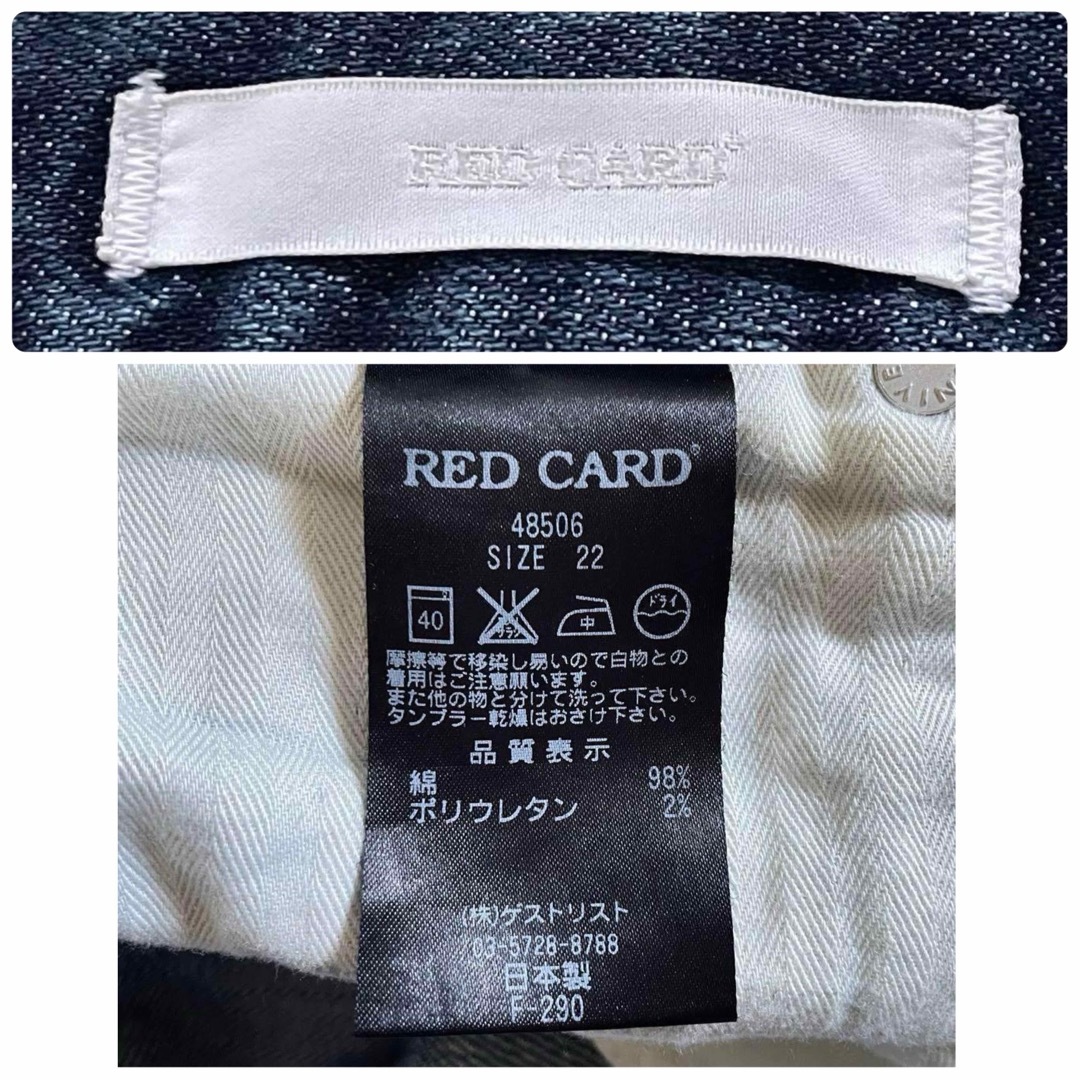 RED CARD
RED CARD®
48506
SIZE 22
40 サラシ 中 ドライ
摩擦等で移染し易いので白物との
着用はご注意願います。
また他の物と分けて洗って下さい。
タンブラー乾燥はおさけ下さい。
品質表示
綿 98%
ポリウレタン 2%
(株)ゲストリスト
03-5728-8788
日本製
F-290